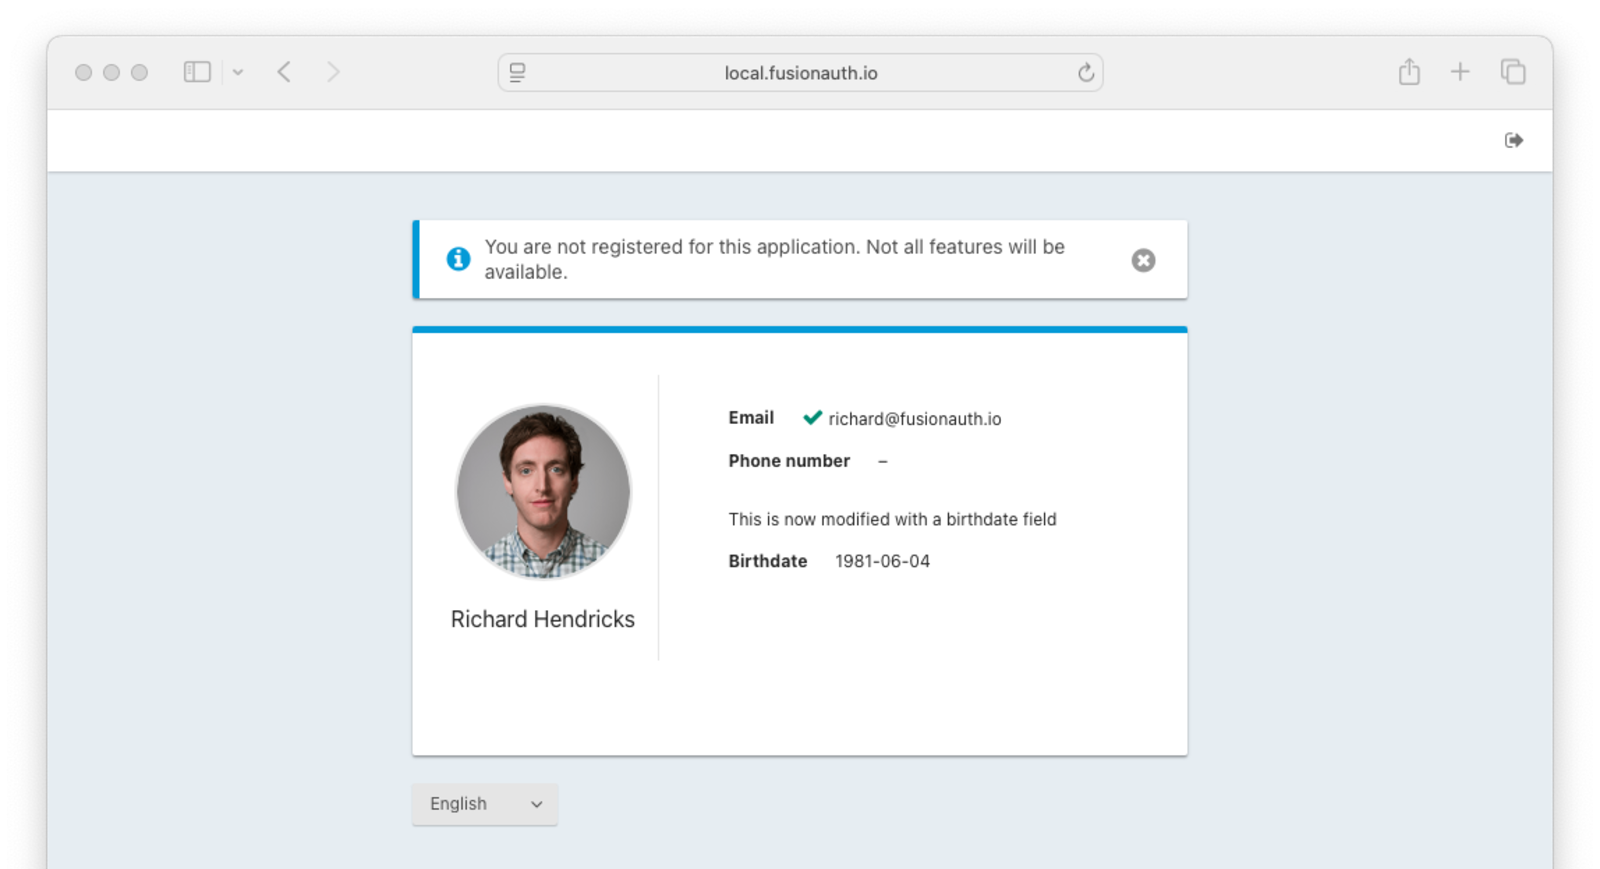 local.fusionauth.io
You are not registered for this application. Not all features will be
available.
Email richard@fusionauth.io
Phone number –
This is now modified with a birthdate field
Birthdate 1981-06-04
Richard Hendricks
English